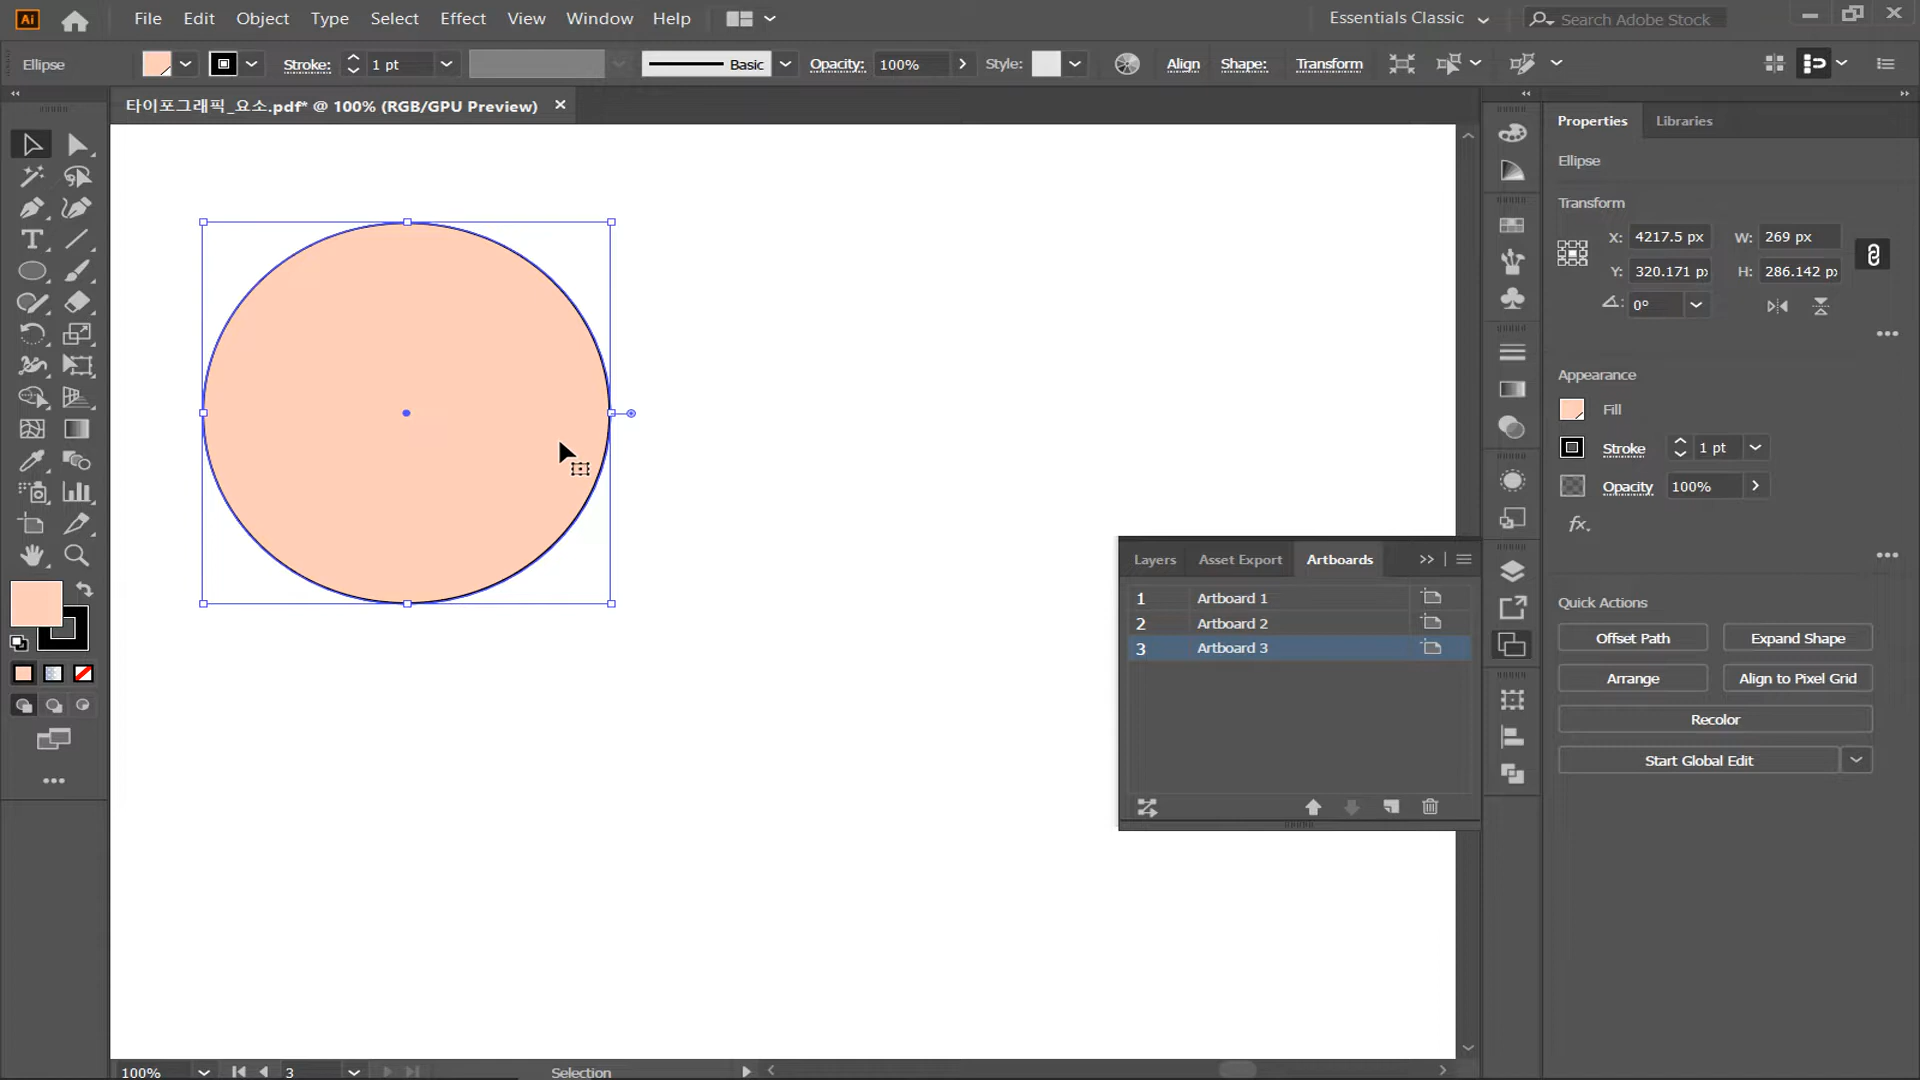 Ai File Edit Object Type Select Effect View Window Help Essentials Classic Search Adobe Stock
Ellipse Stroke: 1 pt Basic Opacity: 100% Style: Align Shape: Transform
타이포그래픽_요소.pdf* @ 100% (RGB/GPU Preview)
Properties Libraries
Ellipse
Transform
X: 4217.5 px W: 269 px
Y: 320.171 px H: 286.142 px
0°
Appearance
Fill
Stroke 1 pt
Opacity 100%
fx.
Layers Asset Export Artboards
1 Artboard 1
2 Artboard 2
3 Artboard 3
Quick Actions
Offset Path Expand Shape
Arrange Align to Pixel Grid
Recolor
Start Global Edit
100% 3 Selection